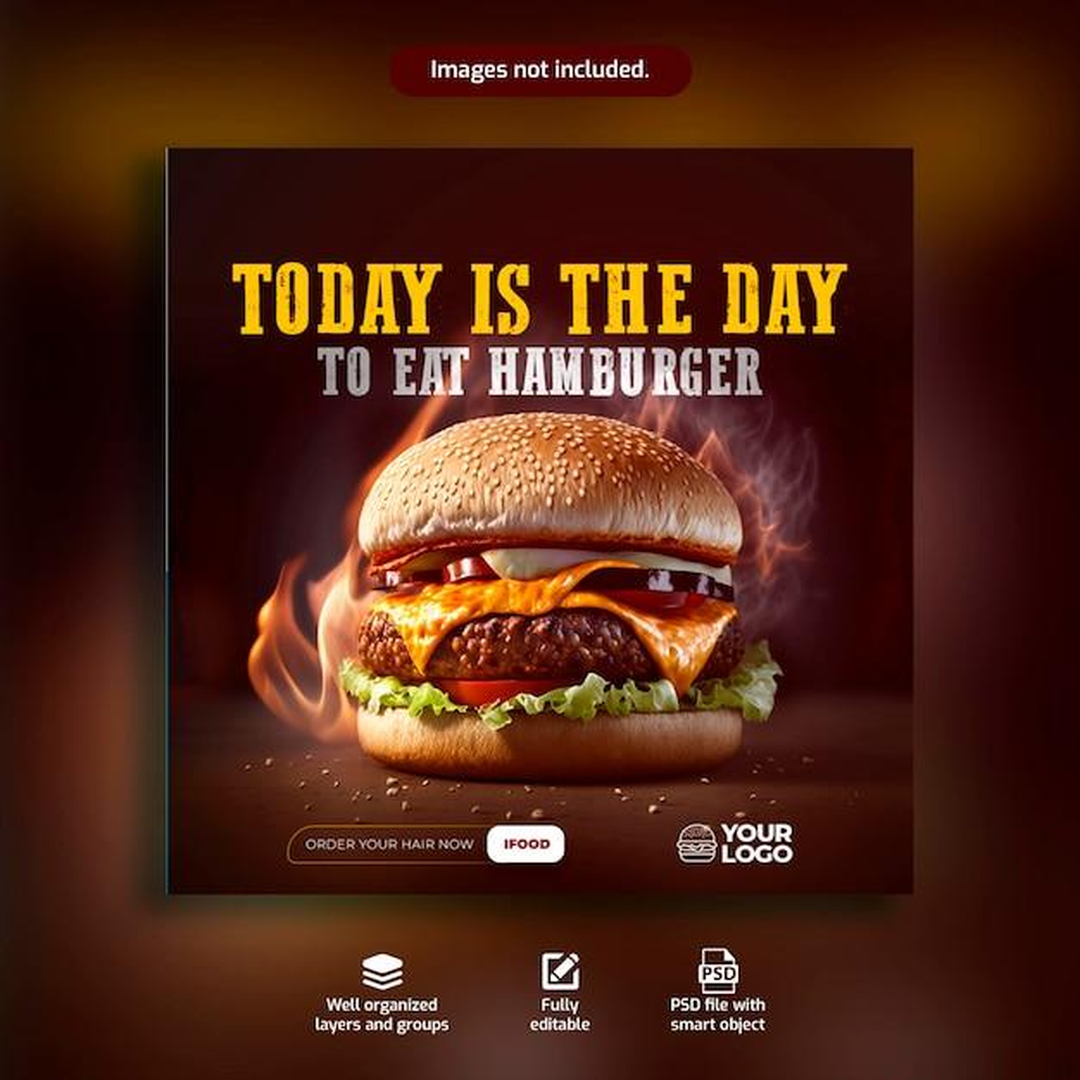 Images not included.
TODAY IS THE DAY
TO EAT HAMBURGER
ORDER YOUR HAIR NOW
IFOOD
YOUR
LOGO
Well organized
layers and groups
Fully
editable
PSD
PSD file with
smart object